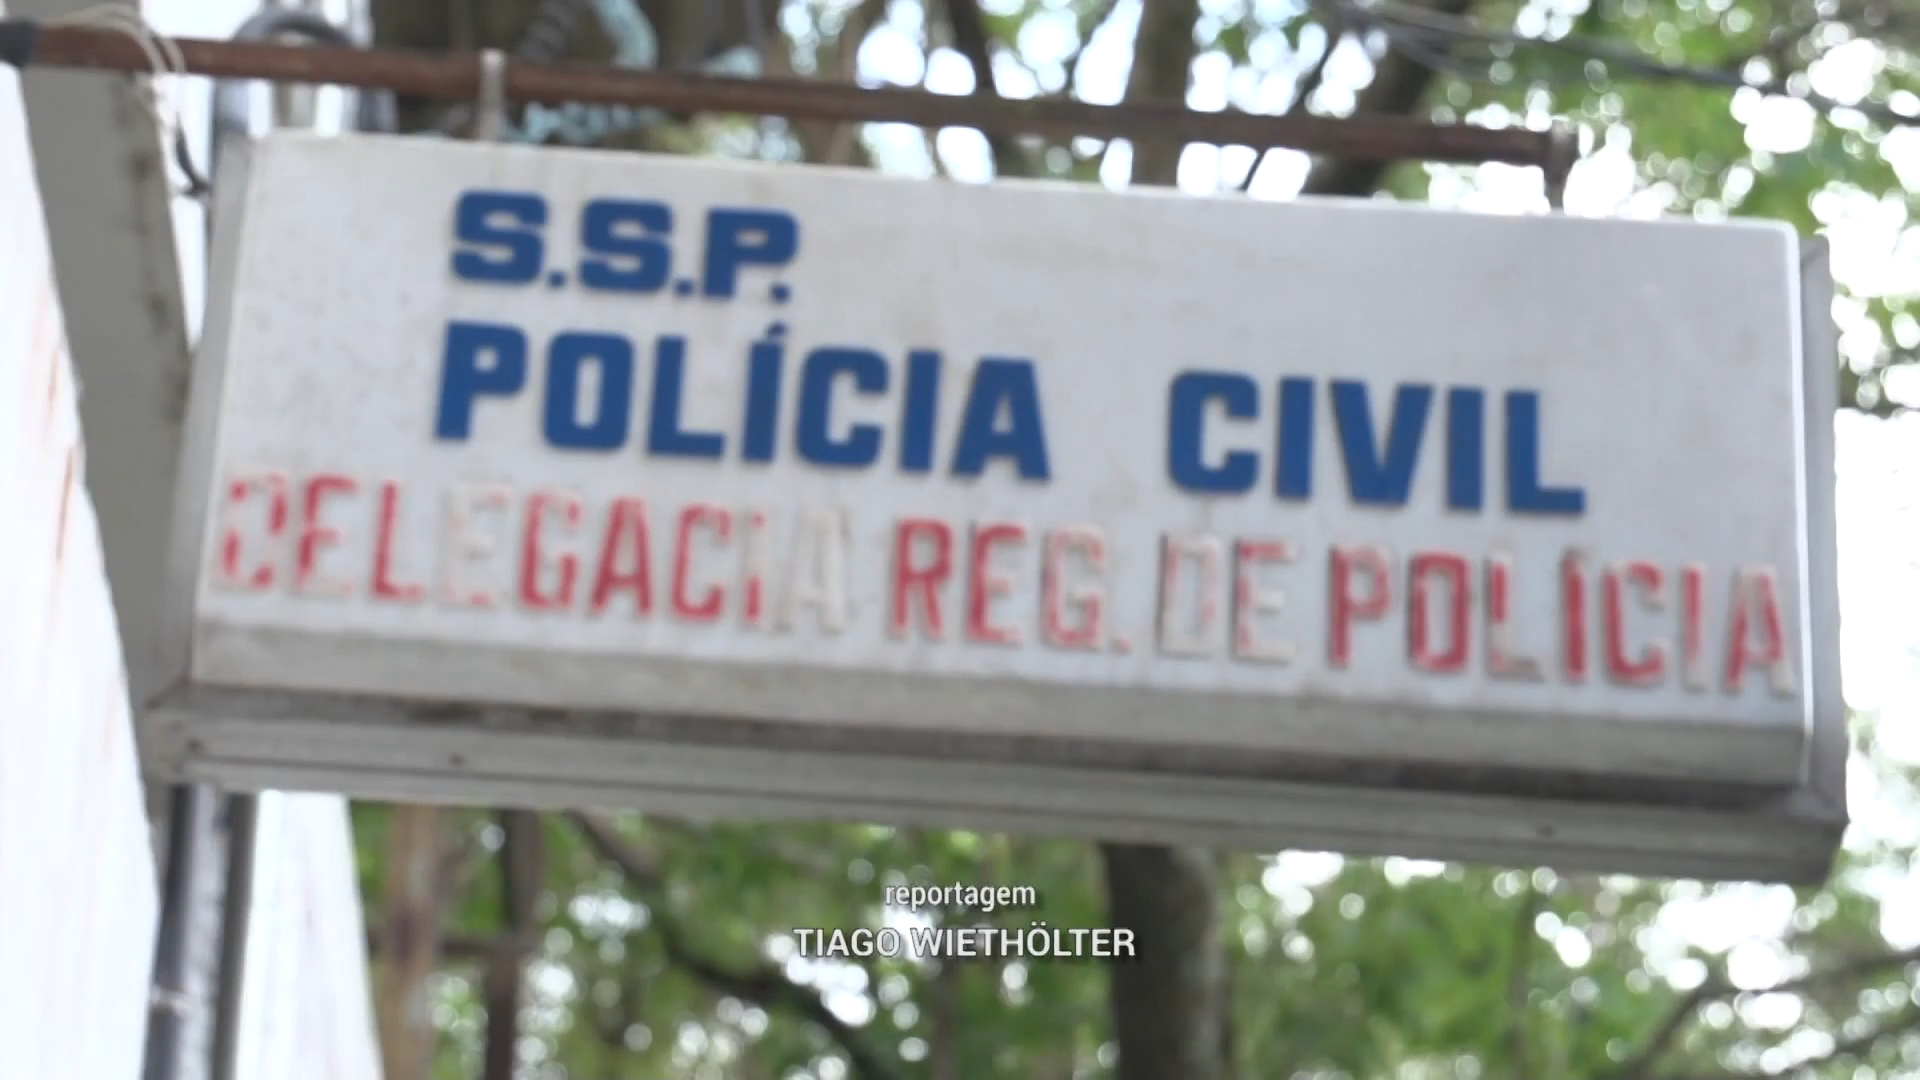 S.S.P.
POLÍCIA CIVIL
DELEGACIA REG. DE POLÍCIA
reportagem
TIAGO WIETHÖLTER